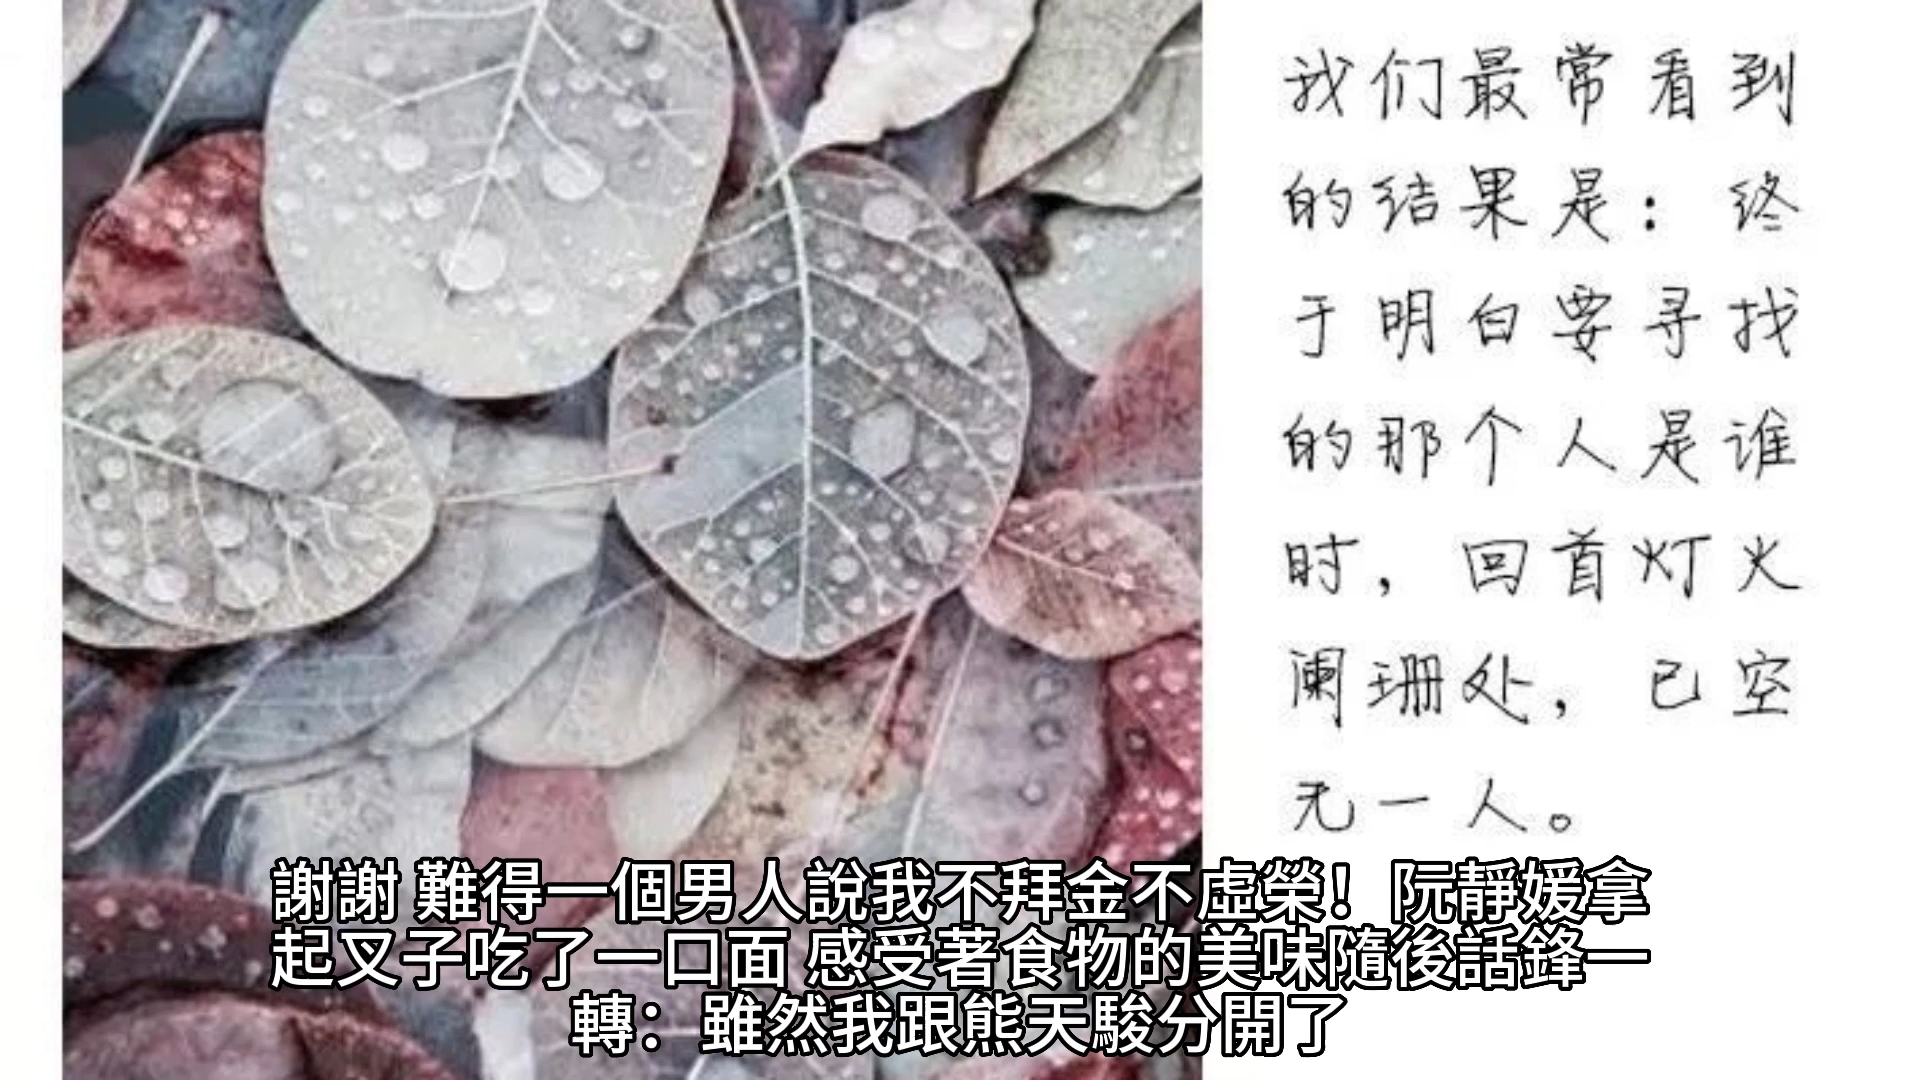 我们最常看到
的结果是：终
于明白要寻找
的那个人是谁
时，回首灯火
阑珊处，已空
无一人。
謝謝 難得一個男人說我不拜金不虛榮！阮靜媛拿
起叉子吃了一口面 感受著食物的美味隨後話鋒一
轉：雖然我跟熊天駿分開了